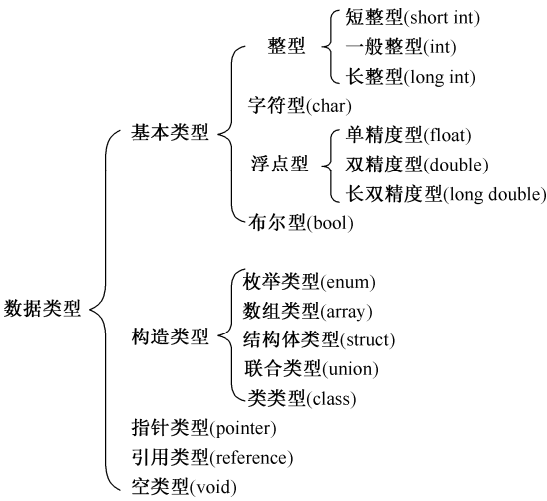 短整型(short int)
整型
一般整型(int)
长整型(long int)
字符型(char)
基本类型
单精度型(float)
浮点型
双精度型(double)
长双精度型(long double)
布尔型(bool)
枚举类型(enum)
数据类型
数组类型(array)
构造类型
结构体类型(struct)
联合类型(union)
类类型(class)
指针类型(pointer)
引用类型(reference)
空类型(void)